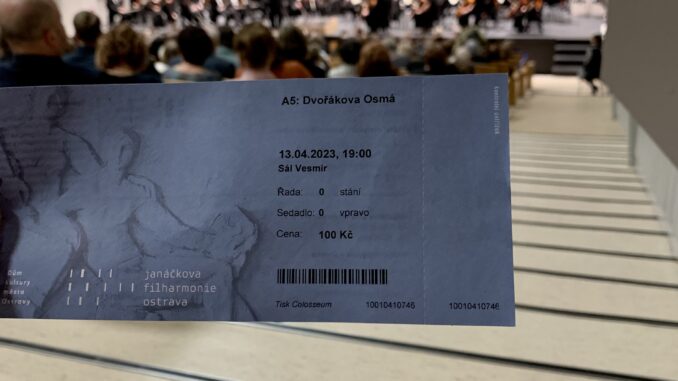 A5: Dvořákova Osmá
13.04.2023, 19:00
Sál Vesmír
Řada: 0 stání
Sedadlo: 0 vpravo
Cena: 100 Kč
Tisk Colosseum 10010410746 10010410746
Dům
kultury
města
Ostravy
janáčkova
filharmonie
ostrava